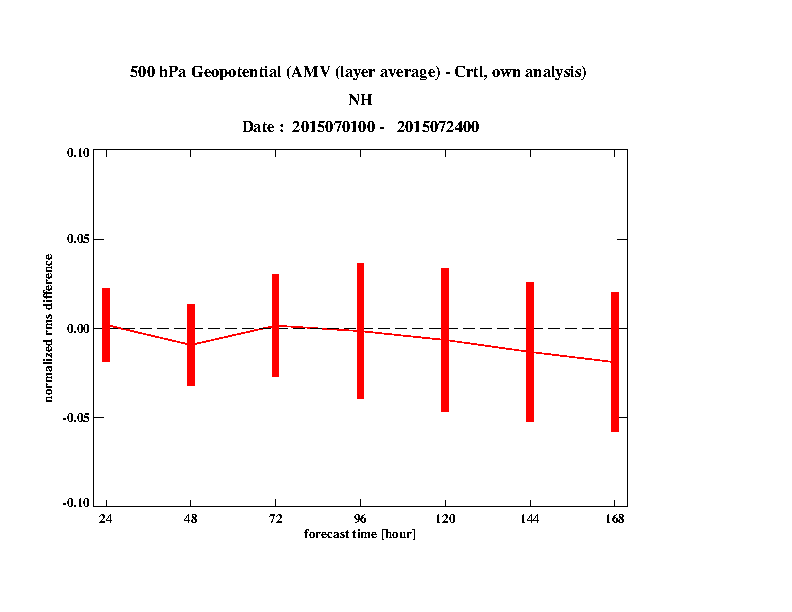 500 hPa Geopotential (AMV (layer average) - Crtl, own analysis)
NH
Date : 2015070100 - 2015072400
0.10
0.05
0.00
-0.05
-0.10
normalized rms difference
24 48 72 96 120 144 168
forecast time [hour]